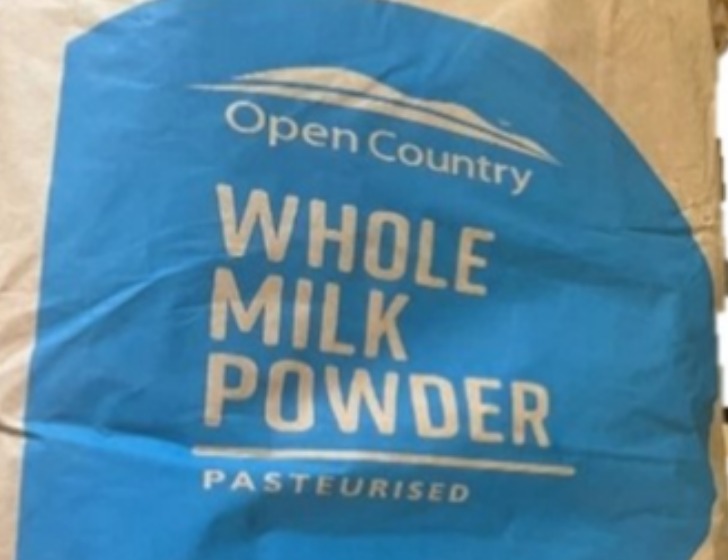 Open Country
WHOLE
MILK
POWDER
PASTEURISED